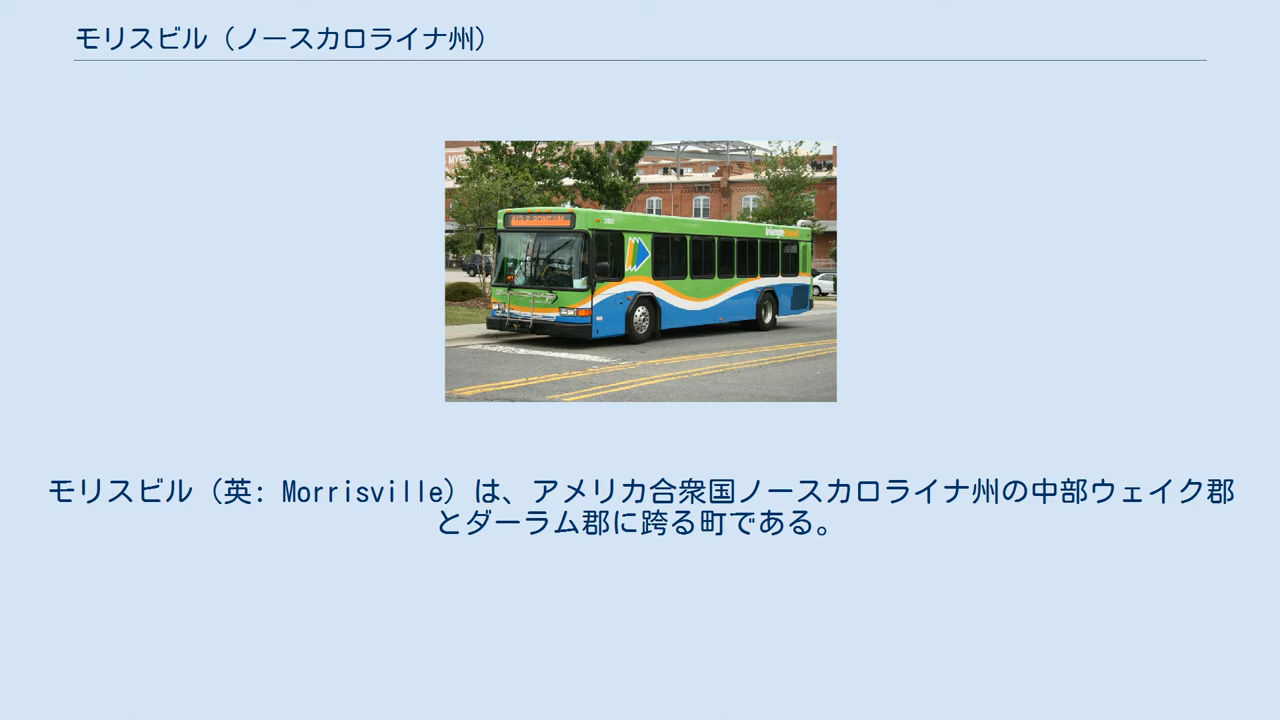 モリスビル（ノースカロライナ州）
モリスビル（英: Morrisville）は、アメリカ合衆国ノースカロライナ州の中部ウェイク郡
とダーラム郡に跨る町である。